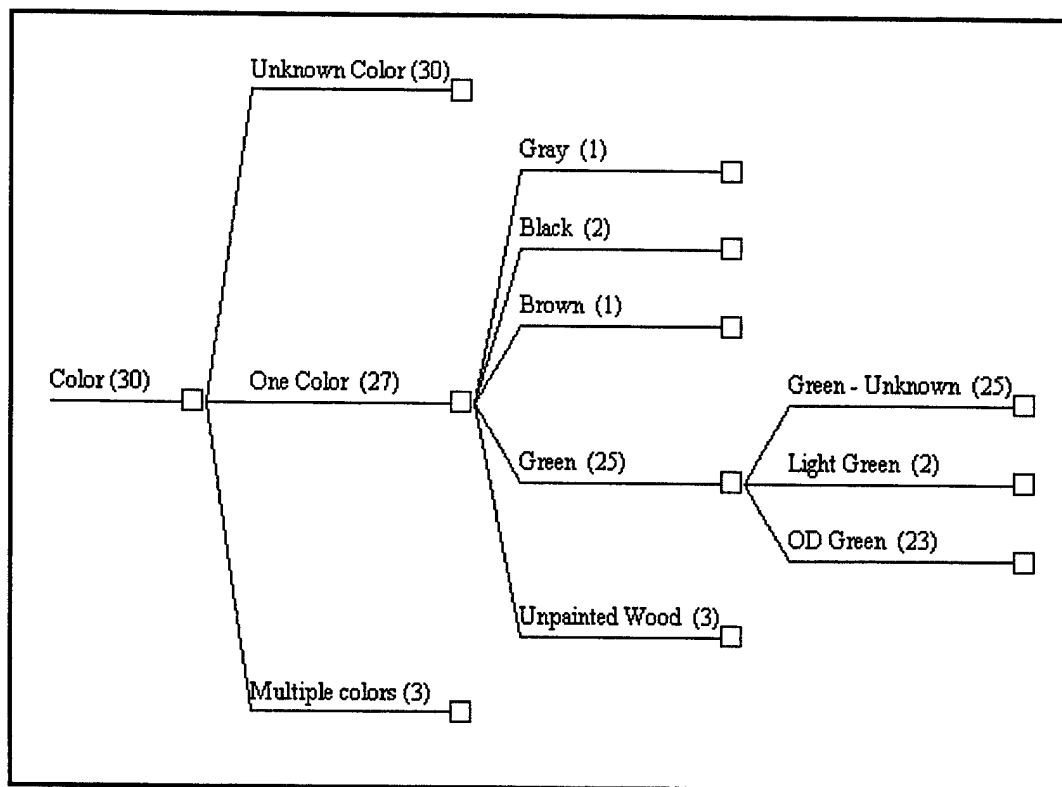 Unknown Color (30)
Gray (1)
Black (2)
Brown (1)
Color (30)
One Color (27)
Green - Unknown (25)
Green (25)
Light Green (2)
OD Green (23)
Unpainted Wood (3)
Multiple colors (3)